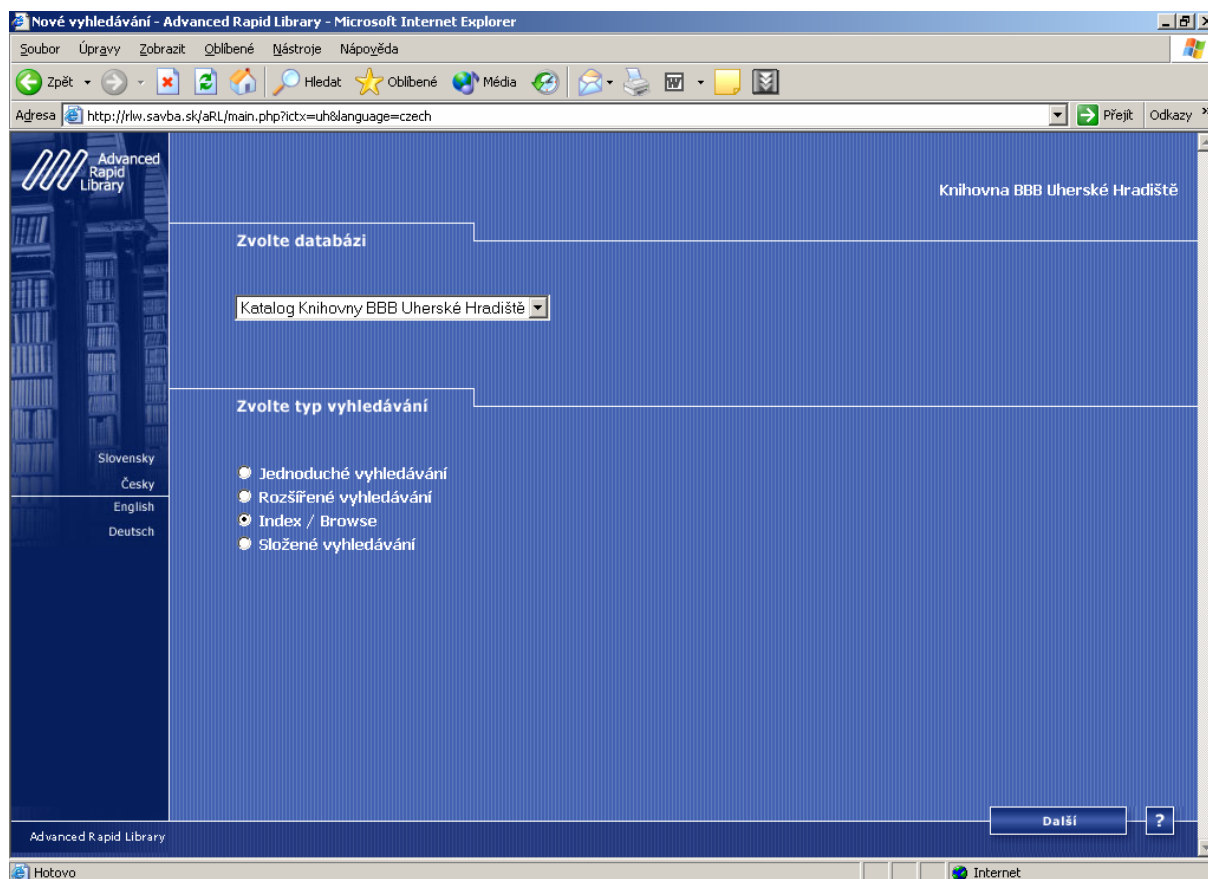 Nové vyhledávání - Advanced Rapid Library - Microsoft Internet Explorer
Soubor Úpravy Zobrazit Oblíbené Nástroje Nápověda
Zpět Hledat Oblíbené Média
Adresa http://rlw.savba.sk/aRL/main.php?ictx=uh&language=czech Přejít Odkazy »
Advanced
Rapid
Library
Knihovna BBB Uherské Hradiště
Zvolte databázi
Katalog Knihovny BBB Uherské Hradiště
Zvolte typ vyhledávání
Slovensky
Česky
English
Deutsch
Jednoduché vyhledávání
Rozšířené vyhledávání
Index / Browse
Složené vyhledávání
Další ?
Advanced Rapid Library
Hotovo Internet